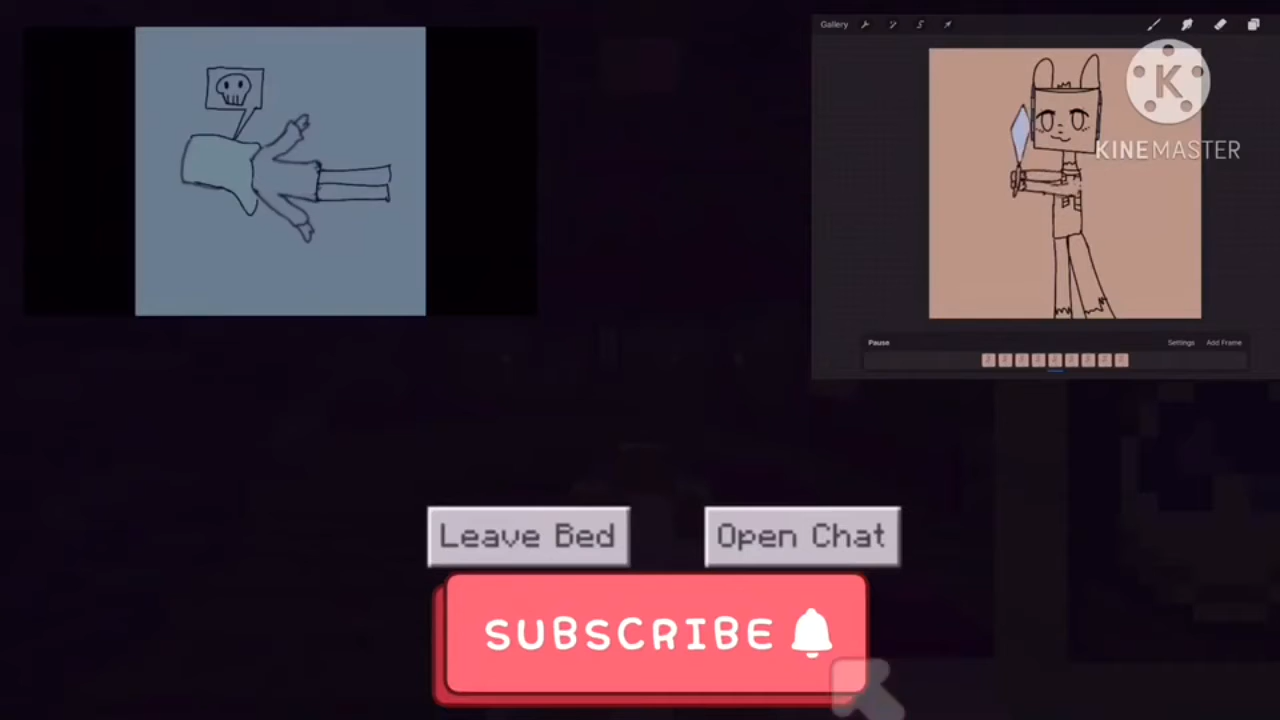 Gallery
KINEMASTER
Pause
Settings
Add Frame
Leave Bed
Open Chat
SUBSCRIBE